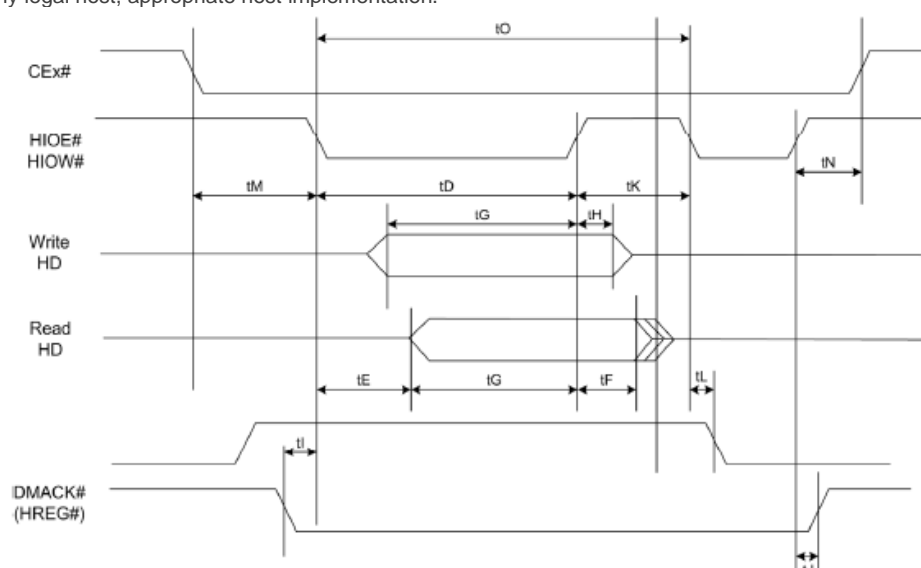 ny legal host, appropriate host implementation.
tO
CEx#
HIOE#
HIOW#
tN
tM tD tK
tG tH
Write
HD
Read
HD
tE tG tF tL
tI
DMACK#
(HREG#)